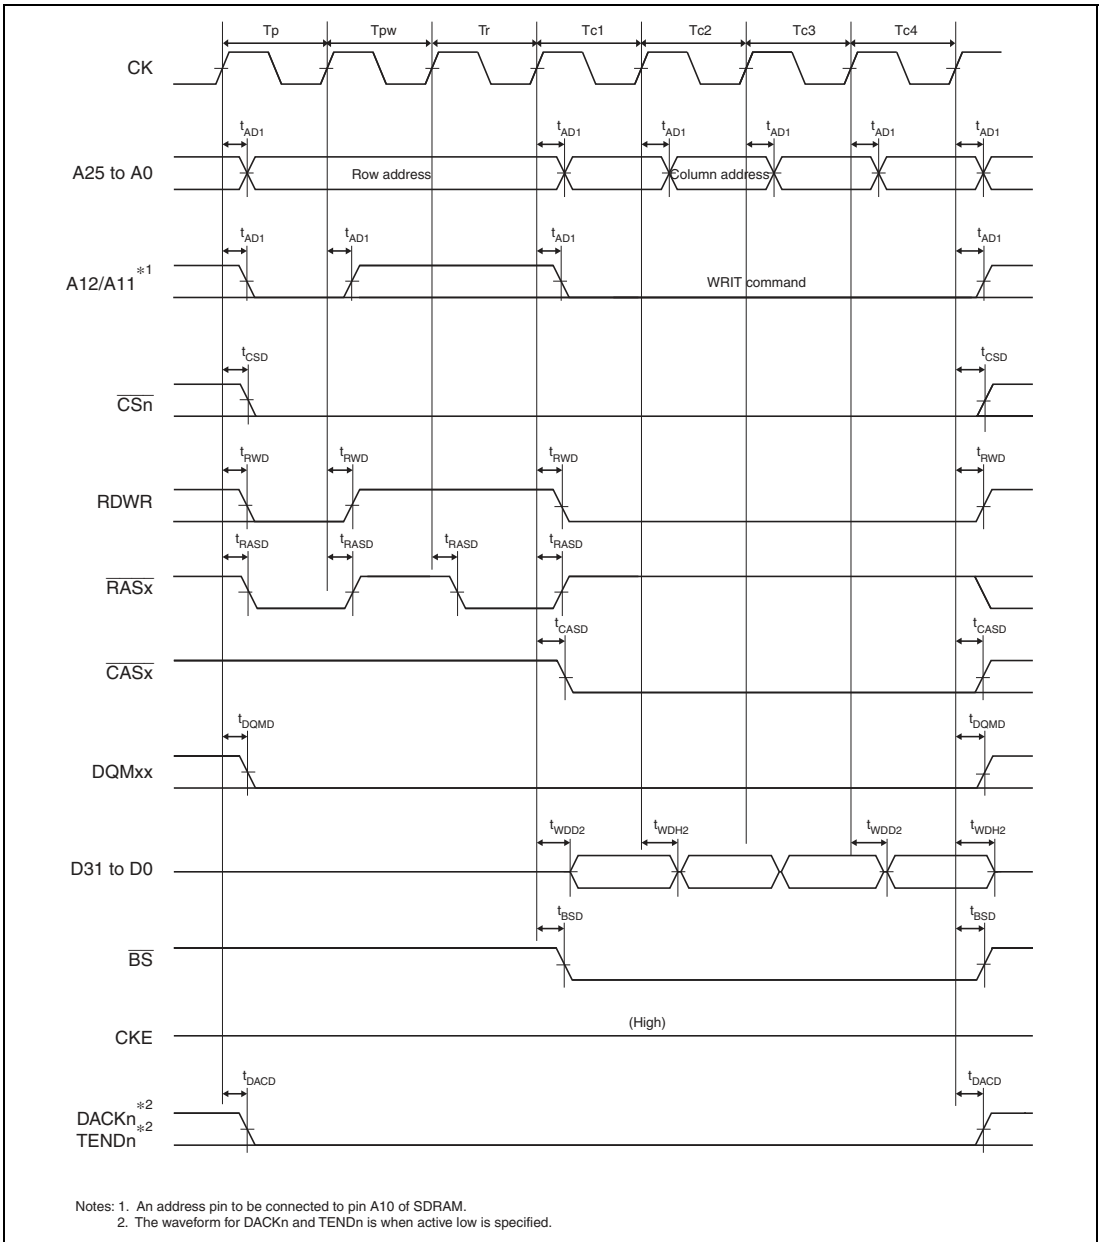 Tp Tpw Tr Tc1 Tc2 Tc3 Tc4
CK
tAD1 tAD1 tAD1 tAD1 tAD1 tAD1
A25 to A0 Row address Column address
tAD1 tAD1 tAD1 tAD1
A12/A11*1 WRIT command
tCSD tCSD
CSn
tRWD tRWD tRWD tRWD
RDWR
tRASD tRASD tRASD tRASD
RASx
tCASD tCASD
CASx
tDQMD tDQMD
DQMxx
tWDD2 tWDH2 tWDD2 tWDH2
D31 to D0
tBSD tBSD
BS
(High)
CKE
tDACD tDACD
DACKn*2
TENDn*2
Notes: 1. An address pin to be connected to pin A10 of SDRAM.
2. The waveform for DACKn and TENDn is when active low is specified.